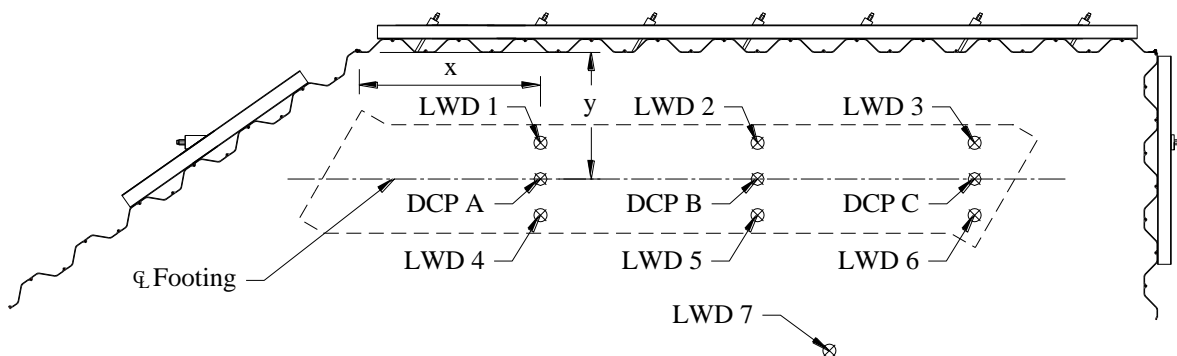 x
y
LWD 1
LWD 2
LWD 3
DCP A
DCP B
DCP C
LWD 4
LWD 5
LWD 6
℄ Footing
LWD 7